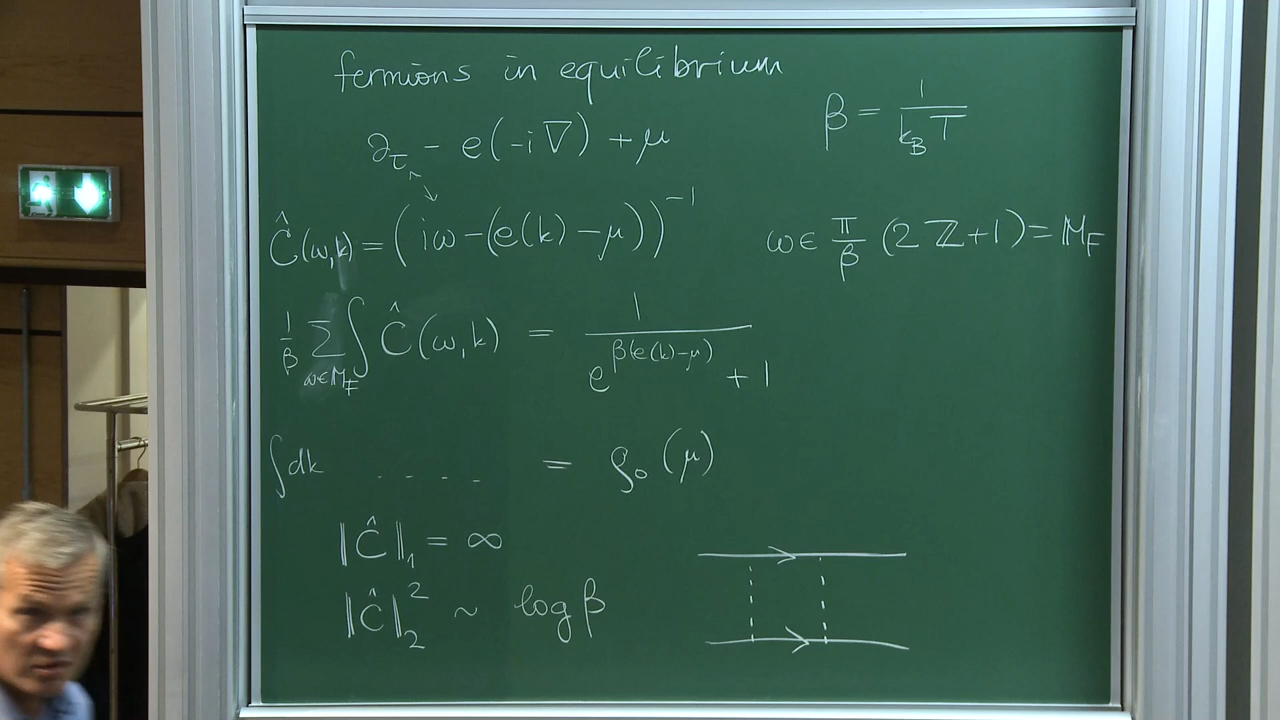 fermions in equilibrium
β = 1 / (k_B T)
∂_τ - e(-i∇) + μ
Ĉ(ω,k) = (iω - (e(k) - μ))^{-1}
ω ∈ π/β (2ℤ+1) = M_F
1/β ∑_{ω∈M_F} ∫ Ĉ(ω,k) = 1 / (e^{β(e(k)-μ)} + 1)
∫dk - - - - = ρ_0(μ)
‖Ĉ‖_1 = ∞
‖Ĉ‖_2^2 ~ log β